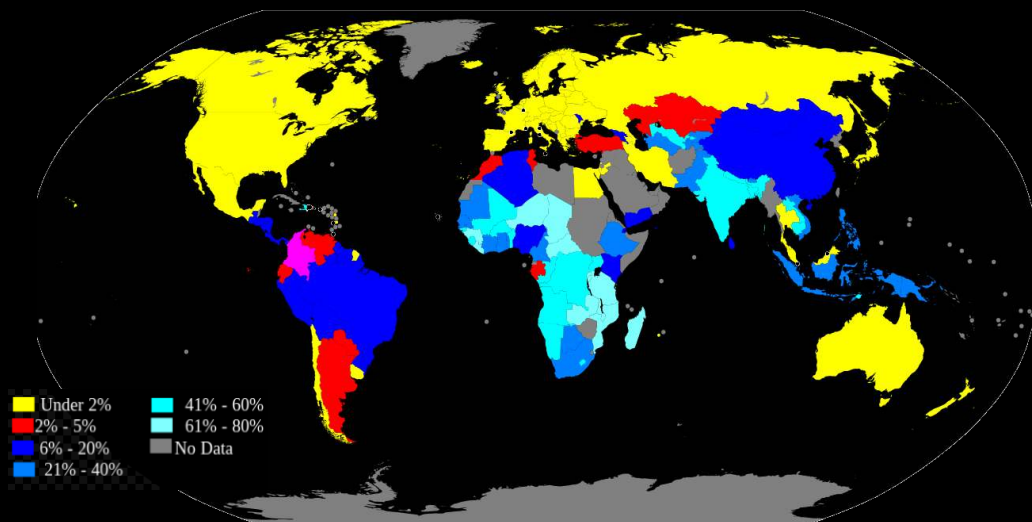 Under 2%
2% - 5%
6% - 20%
21% - 40%
41% - 60%
61% - 80%
No Data